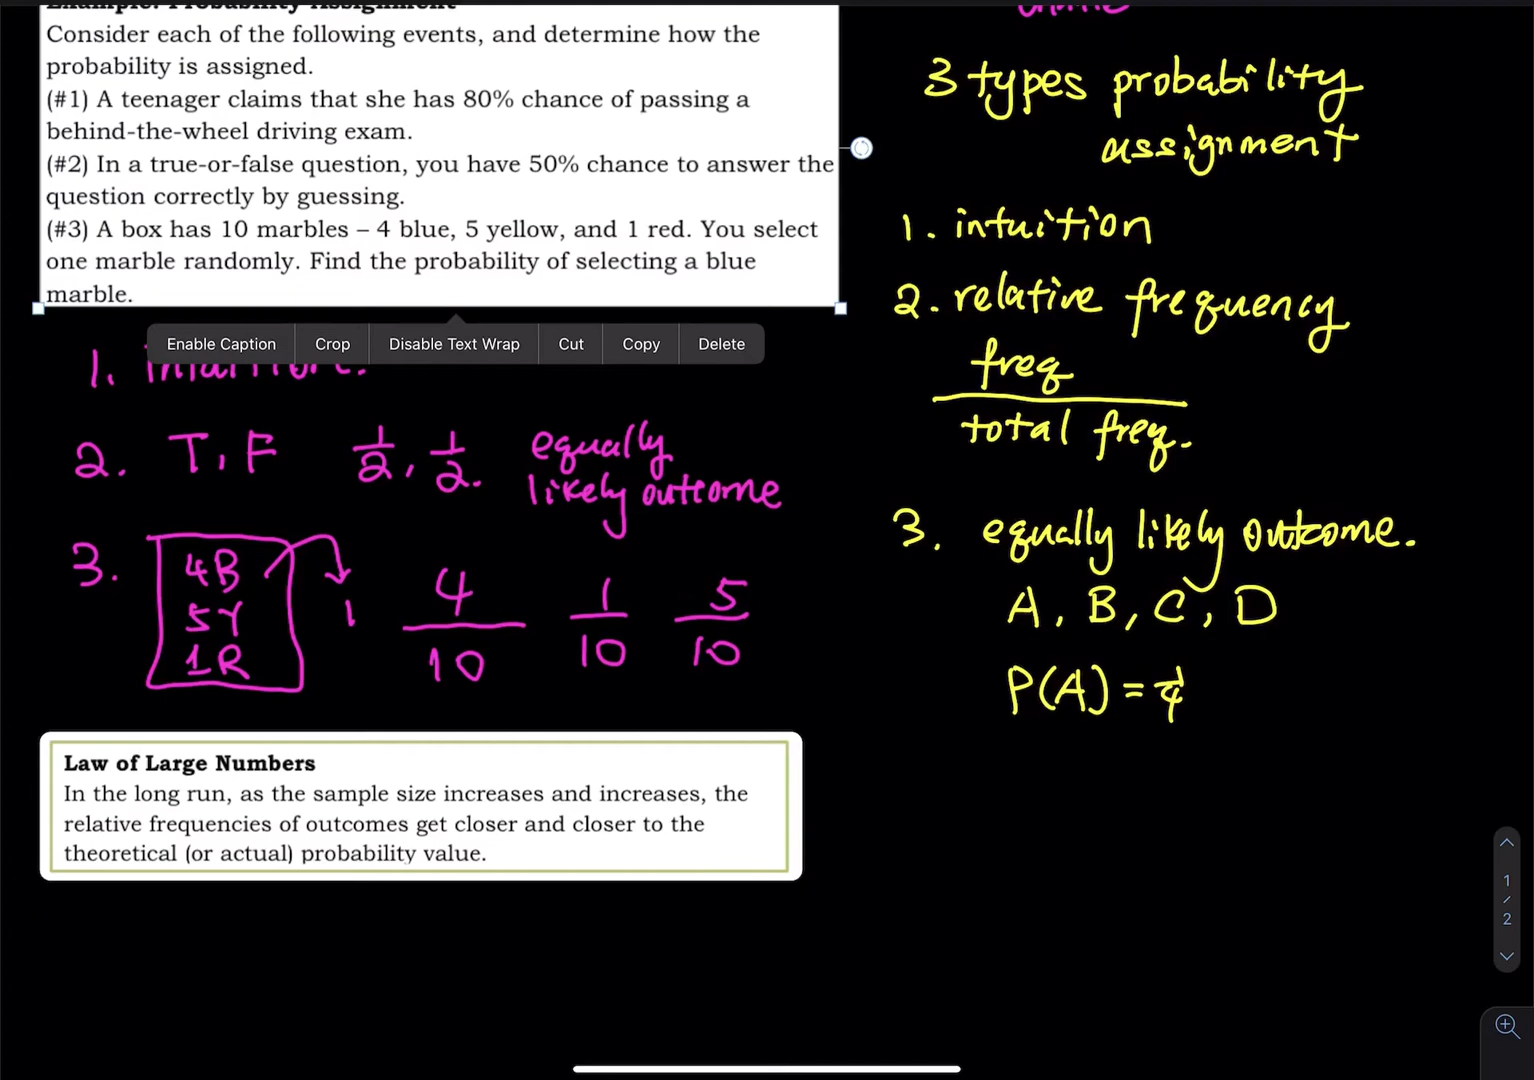 Example: Probability Assignment
Consider each of the following events, and determine how the
probability is assigned.
(#1) A teenager claims that she has 80% chance of passing a
behind-the-wheel driving exam.
(#2) In a true-or-false question, you have 50% chance to answer the
question correctly by guessing.
(#3) A box has 10 marbles – 4 blue, 5 yellow, and 1 red. You select
one marble randomly. Find the probability of selecting a blue
marble.
Enable Caption Crop Disable Text Wrap Cut Copy Delete
1. intuition.
2. T, F 1/2, 1/2. equally
likely outcome
3. 4B
5Y
1R
1
4/10 1/10 5/10
Law of Large Numbers
In the long run, as the sample size increases and increases, the
relative frequencies of outcomes get closer and closer to the
theoretical (or actual) probability value.
3 types probability
assignment
1. intuition
2. relative frequency
freq
total freq.
3. equally likely outcome.
A, B, C, D
P(A) = 1/4
1
/
2